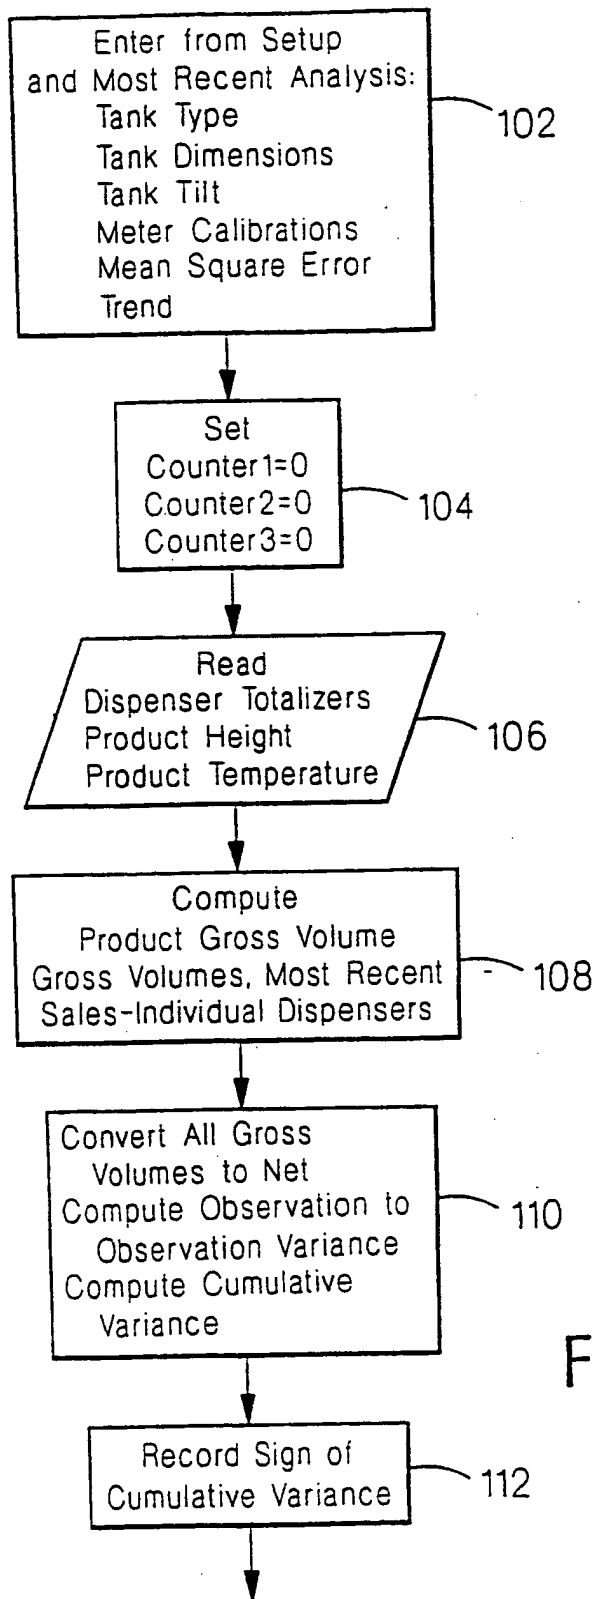 Enter from Setup
and Most Recent Analysis:
Tank Type
Tank Dimensions
Tank Tilt
Meter Calibrations
Mean Square Error
Trend
102
Set
Counter1=0
Counter2=0
Counter3=0
104
Read
Dispenser Totalizers
Product Height
Product Temperature
106
Compute
Product Gross Volume
Gross Volumes, Most Recent
Sales-Individual Dispensers
108
Convert All Gross
Volumes to Net
Compute Observation to
Observation Variance
Compute Cumulative
Variance
110
F
Record Sign of
Cumulative Variance
112